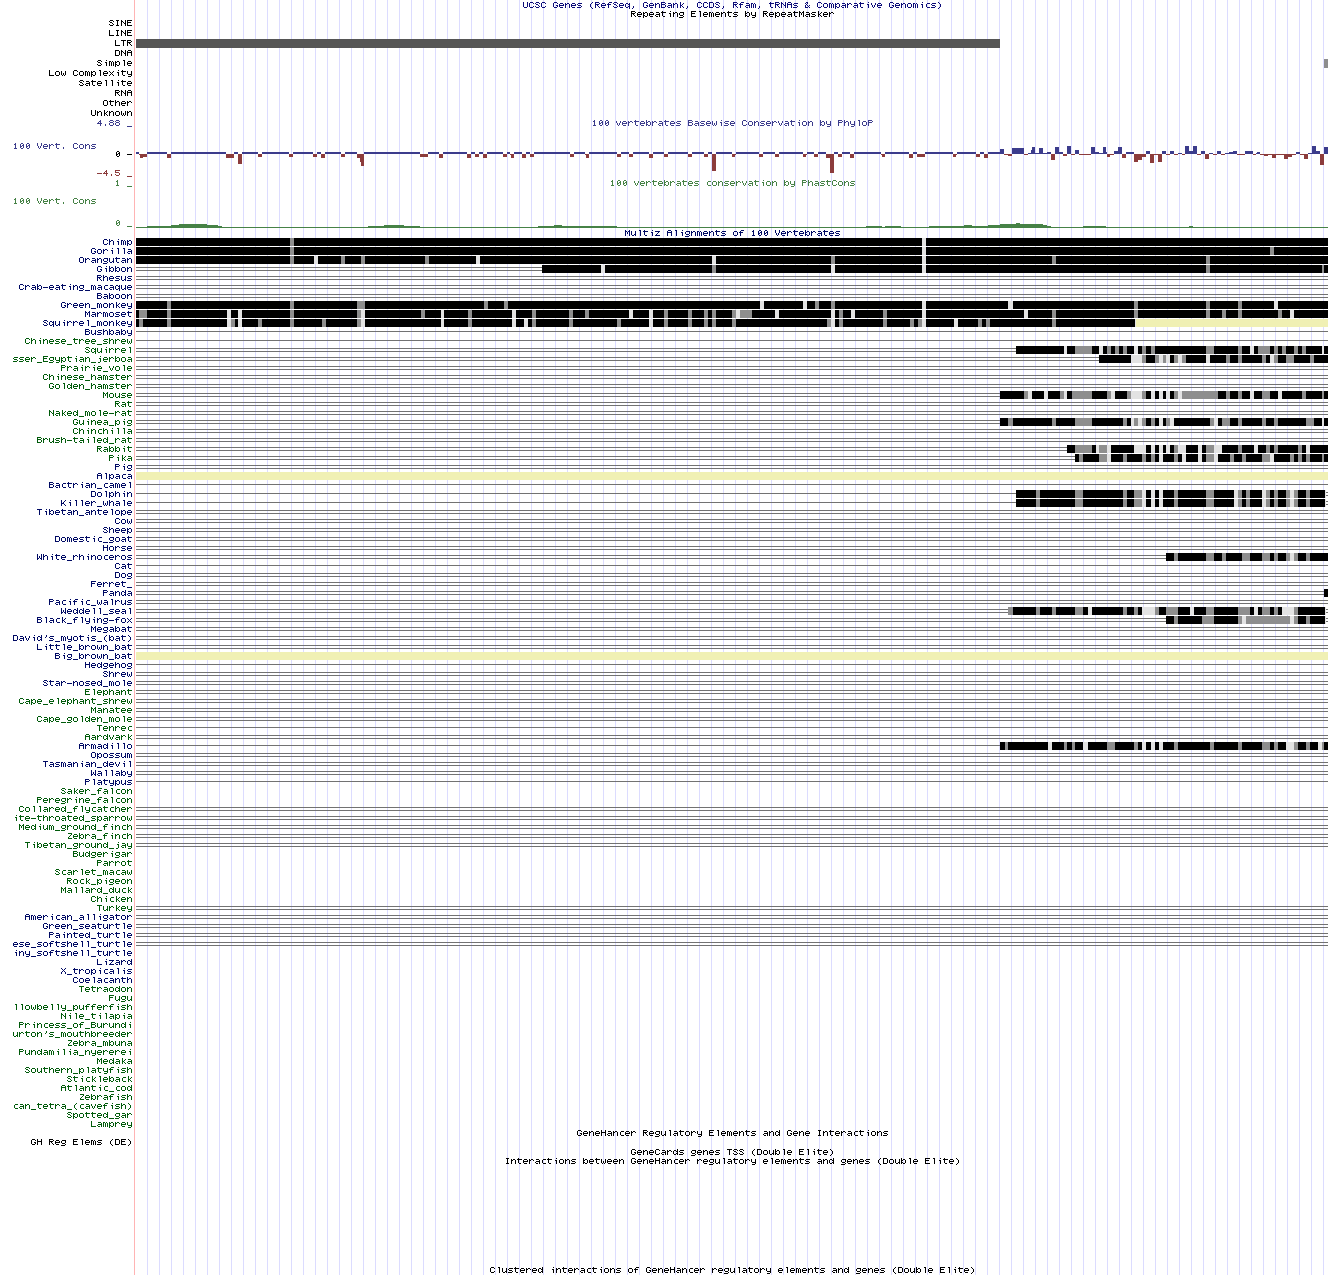 UCSC Genes (RefSeq, GenBank, CCDS, Rfam, tRNAs & Comparative Genomics)
Repeating Elements by RepeatMasker
SINE
LINE
LTR
DNA
Simple
Low Complexity
Satellite
RNA
Other
Unknown
4.88 _
100 vertebrates Basewise Conservation by PhyloP
100 Vert. Cons
0 -
-4.5 _
1 _
100 vertebrates conservation by PhastCons
100 Vert. Cons
0 _
Multiz Alignments of 100 Vertebrates
Chimp
Gorilla
Orangutan
Gibbon
Rhesus
Crab-eating_macaque
Baboon
Green_monkey
Marmoset
Squirrel_monkey
Bushbaby
Chinese_tree_shrew
Squirrel
sser_Egyptian_jerboa
Prairie_vole
Chinese_hamster
Golden_hamster
Mouse
Rat
Naked_mole-rat
Guinea_pig
Chinchilla
Brush-tailed_rat
Rabbit
Pika
Pig
Alpaca
Bactrian_camel
Dolphin
Killer_whale
Tibetan_antelope
Cow
Sheep
Domestic_goat
Horse
White_rhinoceros
Cat
Dog
Ferret_
Panda
Pacific_walrus
Weddell_seal
Black_flying-fox
Megabat
David's_myotis_(bat)
Little_brown_bat
Big_brown_bat
Hedgehog
Shrew
Star-nosed_mole
Elephant
Cape_elephant_shrew
Manatee
Cape_golden_mole
Tenrec
Aardvark
Armadillo
Opossum
Tasmanian_devil
Wallaby
Platypus
Saker_falcon
Peregrine_falcon
Collared_flycatcher
ite-throated_sparrow
Medium_ground_finch
Zebra_finch
Tibetan_ground_jay
Budgerigar
Parrot
Scarlet_macaw
Rock_pigeon
Mallard_duck
Chicken
Turkey
American_alligator
Green_seaturtle
Painted_turtle
ese_softshell_turtle
iny_softshell_turtle
Lizard
X_tropicalis
Coelacanth
Tetraodon
Fugu
llowbelly_pufferfish
Nile_tilapia
Princess_of_Burundi
urton's_mouthbreeder
Zebra_mbuna
Pundamilia_nyererei
Medaka
Southern_platyfish
Stickleback
Atlantic_cod
Zebrafish
can_tetra_(cavefish)
Spotted_gar
Lamprey
GeneHancer Regulatory Elements and Gene Interactions
GH Reg Elems (DE)
GeneCards genes TSS (Double Elite)
Interactions between GeneHancer regulatory elements and genes (Double Elite)
Clustered interactions of GeneHancer regulatory elements and genes (Double Elite)